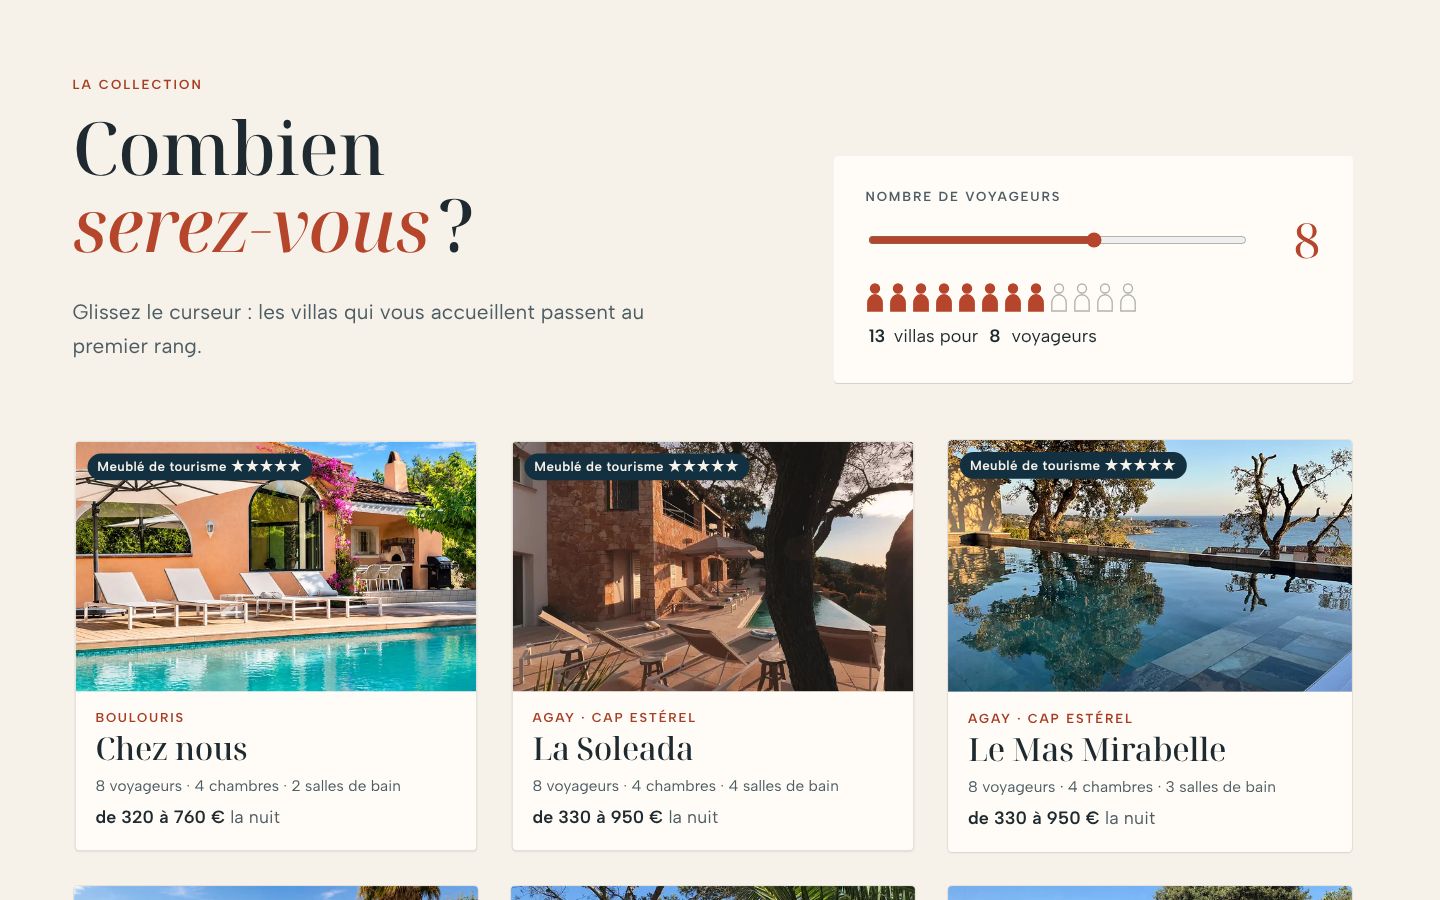 LA COLLECTION
Combien
serez-vous ?
Glissez le curseur : les villas qui vous accueillent passent au
premier rang.
NOMBRE DE VOYAGEURS
8
13 villas pour 8 voyageurs
Meublé de tourisme ★★★★★
BOULOURIS
Chez nous
8 voyageurs · 4 chambres · 2 salles de bain
de 320 à 760 € la nuit
Meublé de tourisme ★★★★★
AGAY · CAP ESTÉREL
La Soleada
8 voyageurs · 4 chambres · 4 salles de bain
de 330 à 950 € la nuit
Meublé de tourisme ★★★★★
AGAY · CAP ESTÉREL
Le Mas Mirabelle
8 voyageurs · 4 chambres · 3 salles de bain
de 330 à 950 € la nuit